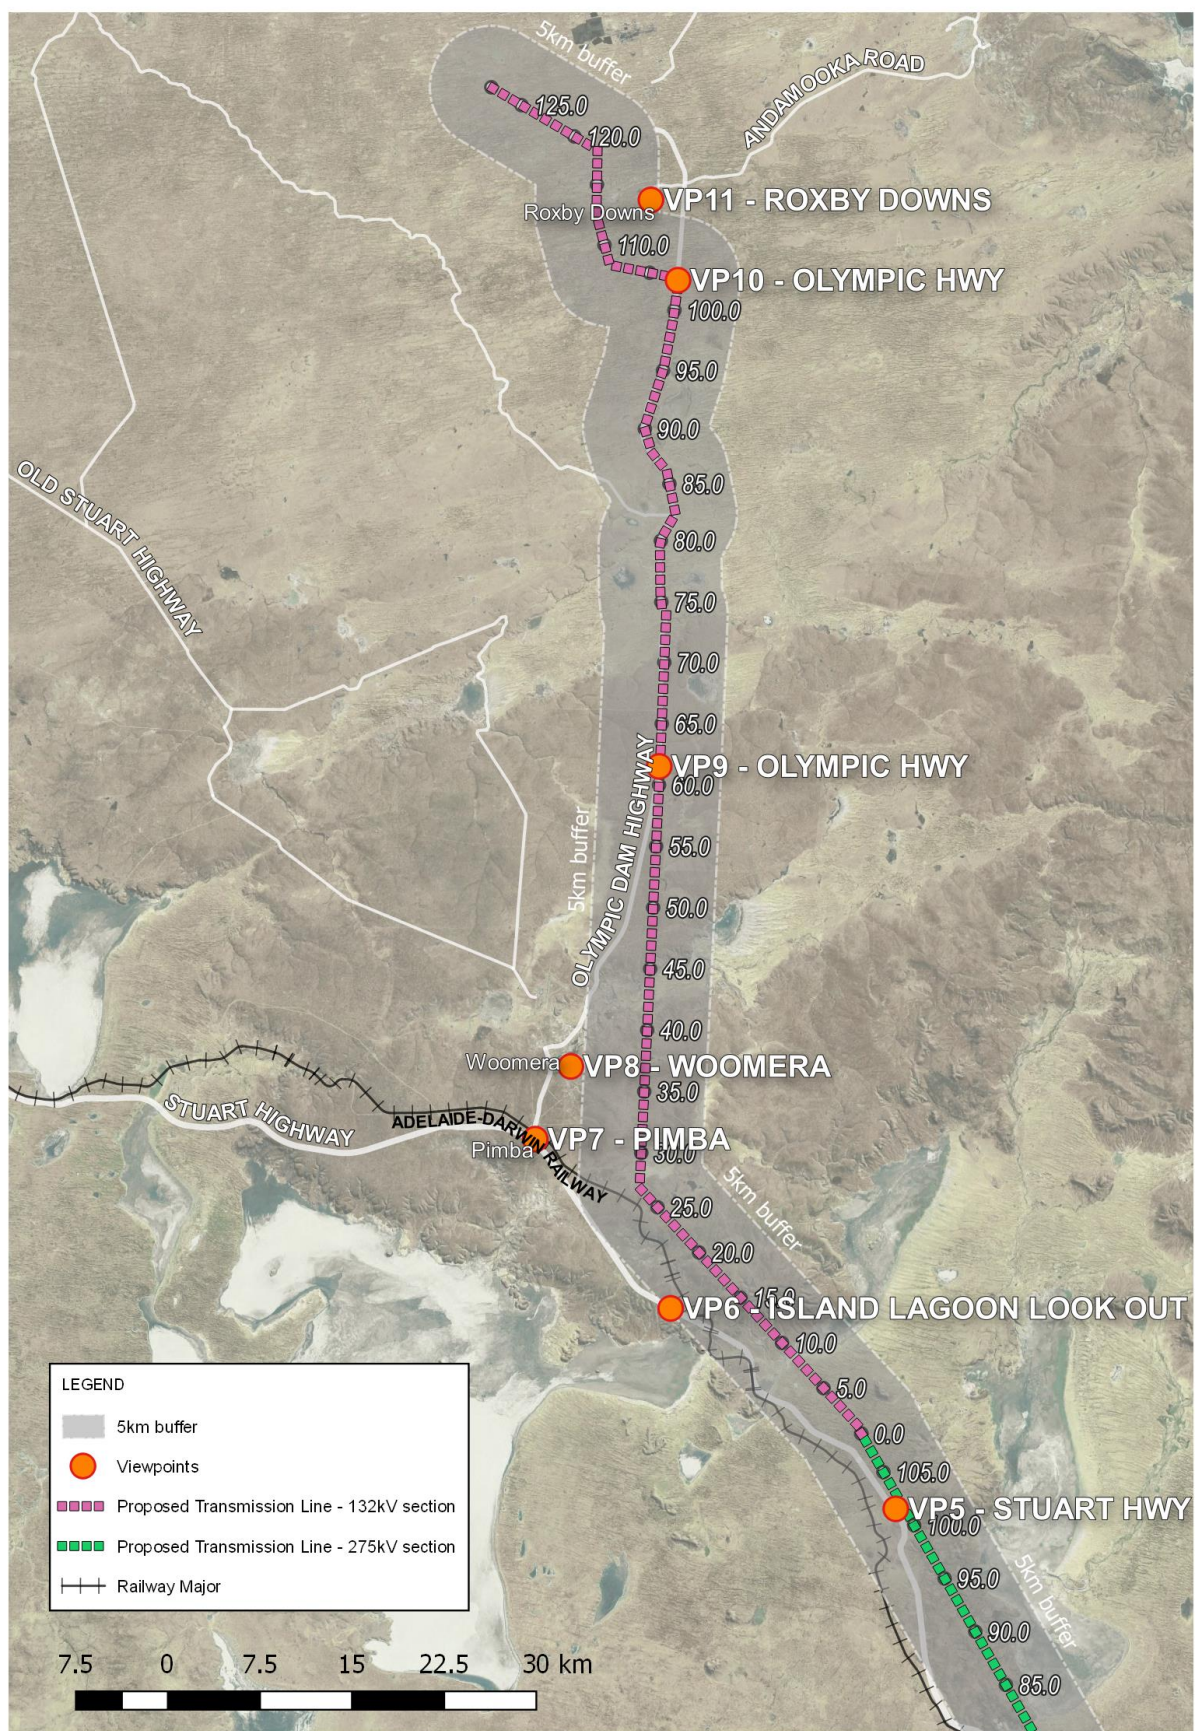 5km buffer
ANDAMOOKA ROAD
125.0
120.0
VP11 - ROXBY DOWNS
Roxby Downs
110.0
VP10 - OLYMPIC HWY
100.0
95.0
90.0
OLD STUART HIGHWAY
85.0
80.0
75.0
70.0
65.0
VP9 - OLYMPIC HWY
60.0
OLYMPIC DAM HIGHWAY
5km buffer
55.0
50.0
45.0
40.0
Woomera
VP8 - WOOMERA
35.0
STUART HIGHWAY
ADELAIDE-DARWIN RAILWAY
VP7 - PIMBA
Pimba
30.0
25.0
5km buffer
20.0
15.0
VP6 - ISLAND LAGOON LOOK OUT
10.0
5.0
0.0
105.0
VP5 - STUART HWY
100.0
95.0
5km buffer
90.0
85.0
LEGEND
5km buffer
Viewpoints
Proposed Transmission Line - 132kV section
Proposed Transmission Line - 275kV section
Railway Major
7.5 0 7.5 15 22.5 30 km